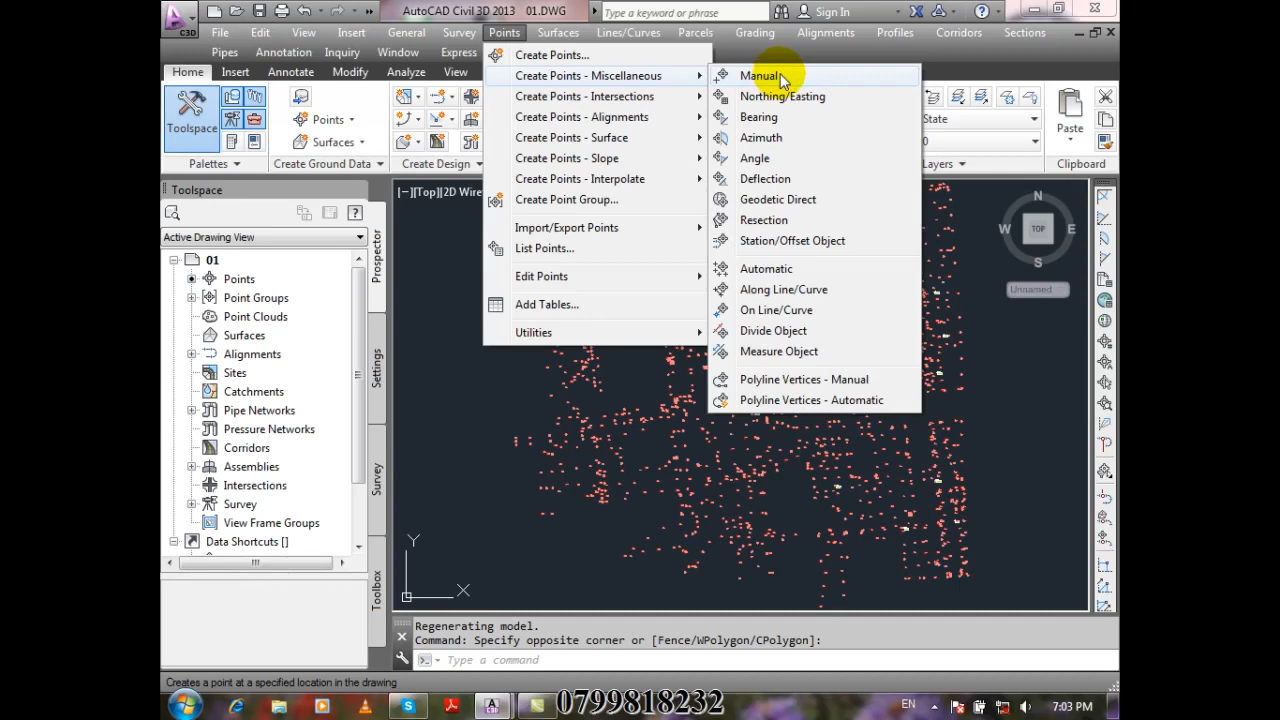 AutoCAD Civil 3D 2013 01.DWG
Type a keyword or phrase
Sign In
C3D
File Edit View Insert General Survey Points Surfaces Lines/Curves Parcels Grading Alignments Profiles Corridors Sections
Pipes Annotation Inquiry Window Express
Home Insert Annotate Modify Analyze View
Toolspace
Points
Surfaces
State
Paste
Palettes
Create Ground Data
Create Design
Layers
Clipboard
Create Points...
Create Points - Miscellaneous
Create Points - Intersections
Create Points - Alignments
Create Points - Surface
Create Points - Slope
Create Points - Interpolate
Create Point Group...
Import/Export Points
List Points...
Edit Points
Add Tables...
Utilities
Manual
Northing/Easting
Bearing
Azimuth
Angle
Deflection
Geodetic Direct
Resection
Station/Offset Object
Automatic
Along Line/Curve
On Line/Curve
Divide Object
Measure Object
Polyline Vertices - Manual
Polyline Vertices - Automatic
Toolspace
Active Drawing View
01
Points
Point Groups
Point Clouds
Surfaces
Alignments
Sites
Catchments
Pipe Networks
Pressure Networks
Corridors
Assemblies
Intersections
Survey
View Frame Groups
Data Shortcuts []
Prospector
Settings
Survey
Toolbox
[−][Top][2D Wire
N
W TOP E
S
Unnamed
Y
X
Regenerating model.
Command: Specify opposite corner or [Fence/WPolygon/CPolygon]:
Type a command
Creates a point at a specified location in the drawing
0799818232
EN
7:03 PM